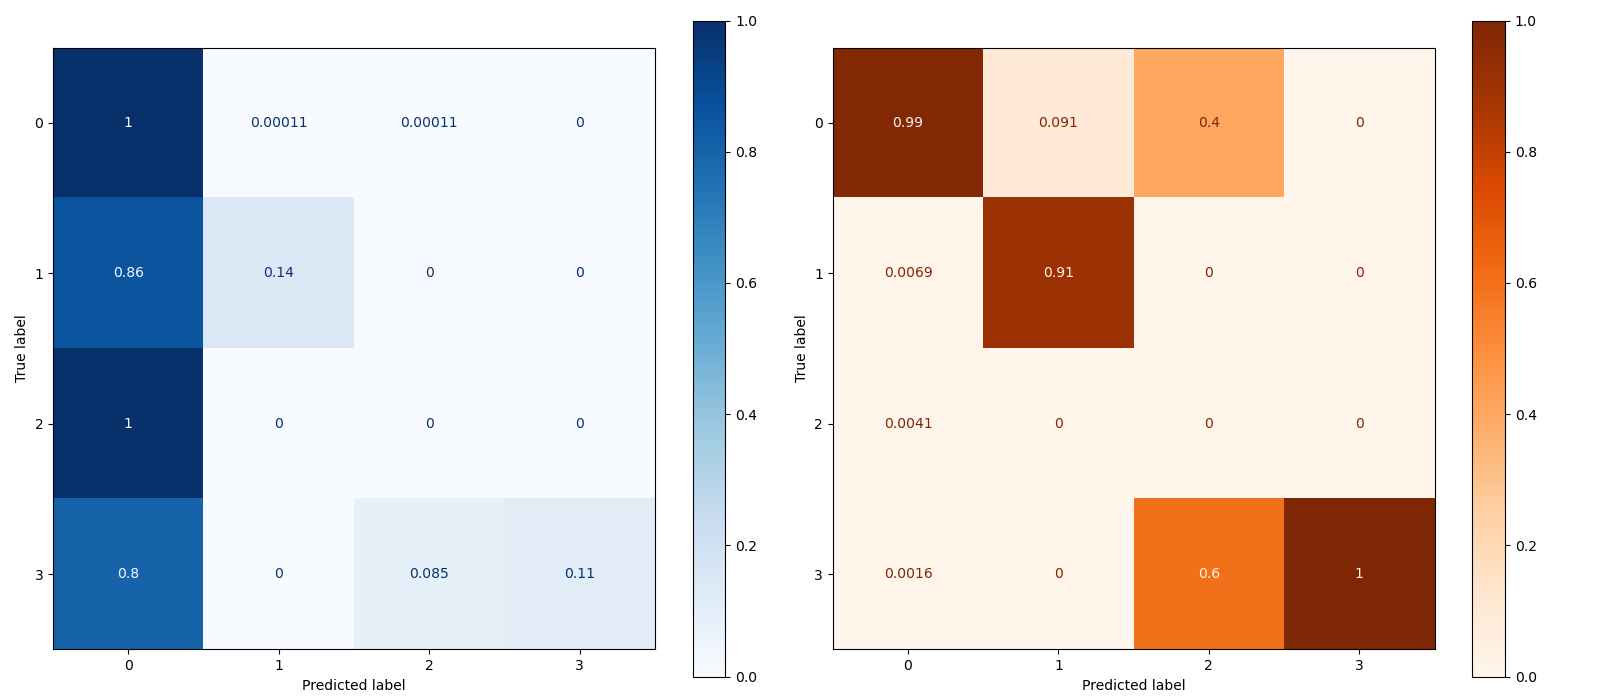 1.0
0.8
0.6
0.4
0.2
0.0
True label
0 1 0.00011 0.00011 0
1 0.86 0.14 0 0
2 1 0 0 0
3 0.8 0 0.085 0.11
0 1 2 3
Predicted label
1.0
0.8
0.6
0.4
0.2
0.0
True label
0 0.99 0.091 0.4 0
1 0.0069 0.91 0 0
2 0.0041 0 0 0
3 0.0016 0 0.6 1
0 1 2 3
Predicted label